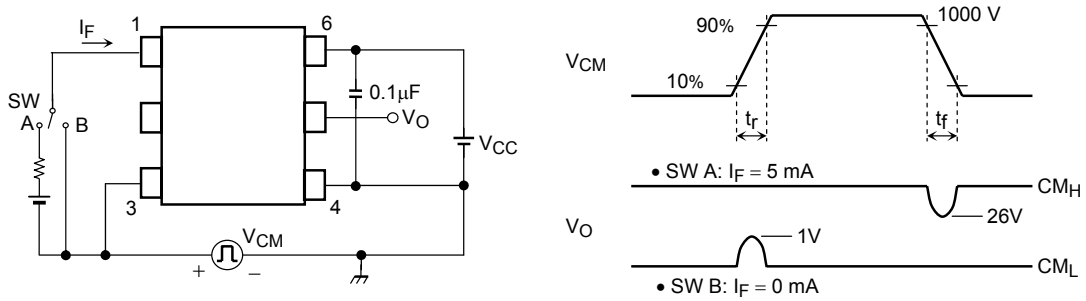 I_F
1
6
SW
A
B
0.1μF
V_O
V_CC
3
4
V_CM
+
−
V_CM
90%
10%
1000 V
t_r
t_f
• SW A: I_F = 5 mA
CM_H
26V
V_O
1V
CM_L
• SW B: I_F = 0 mA